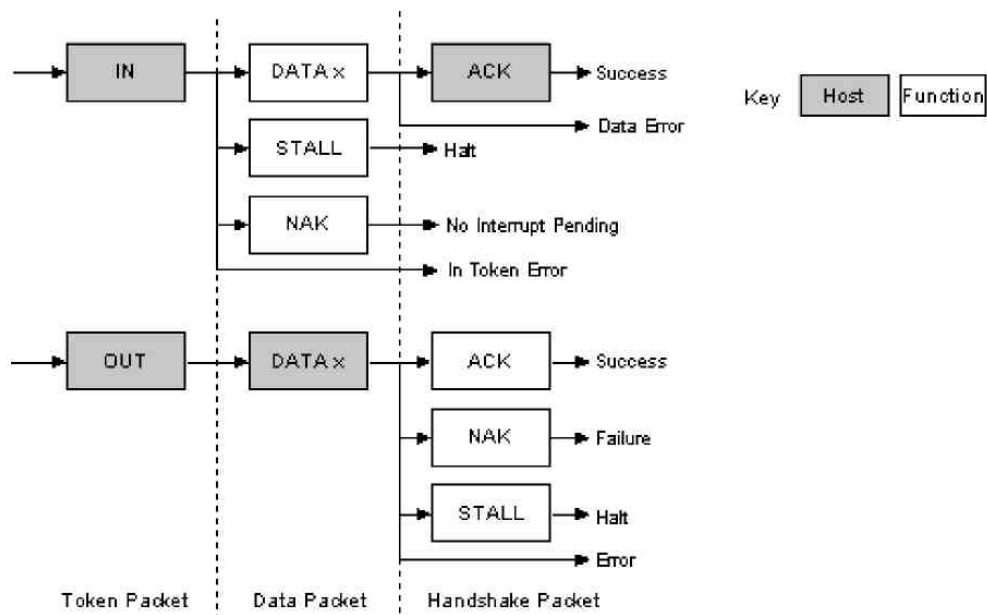 IN
DATA x
ACK
Success
Key
Host
Function
Data Error
STALL
Halt
NAK
No Interrupt Pending
In Token Error
OUT
DATA x
ACK
Success
NAK
Failure
STALL
Halt
Error
Token Packet
Data Packet
Handshake Packet